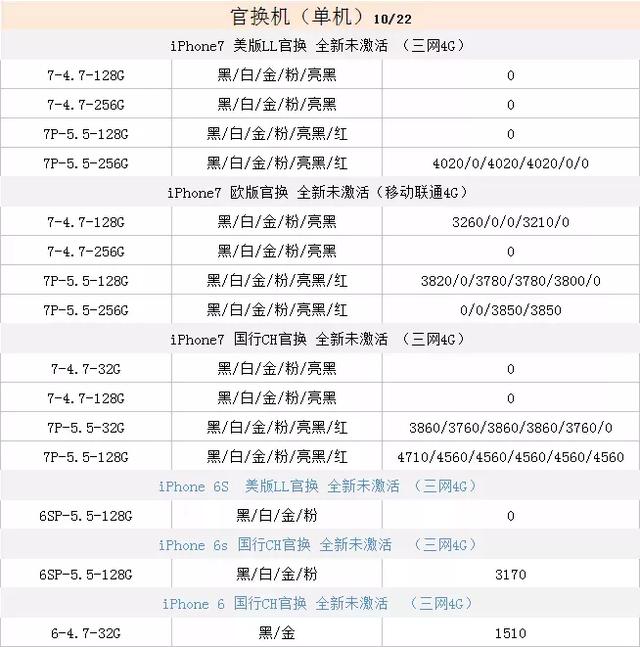 官换机（单机）10/22
iPhone7 美版LL官换 全新未激活 （三网4G）
7-4.7-128G 黑/白/金/粉/亮黑 0
7-4.7-256G 黑/白/金/粉/亮黑 0
7P-5.5-128G 黑/白/金/粉/亮黑/红 0
7P-5.5-256G 黑/白/金/粉/亮黑/红 4020/0/4020/4020/0/0
iPhone7 欧版官换 全新未激活（移动联通4G）
7-4.7-128G 黑/白/金/粉/亮黑 3260/0/0/3210/0
7-4.7-256G 黑/白/金/粉/亮黑 0
7P-5.5-128G 黑/白/金/粉/亮黑/红 3820/0/3780/3780/3800/0
7P-5.5-256G 黑/白/金/粉/亮黑/红 0/0/3850/3850
iPhone7 国行CH官换 全新未激活 （三网4G）
7-4.7-32G 黑/白/金/粉/亮黑 0
7-4.7-128G 黑/白/金/粉/亮黑 0
7P-5.5-32G 黑/白/金/粉/亮黑/红 3860/3760/3860/3860/3760/0
7P-5.5-128G 黑/白/金/粉/亮黑/红 4710/4560/4560/4560/4560/4560
iPhone 6S 美版LL官换 全新未激活 （三网4G）
6SP-5.5-128G 黑/白/金/粉 0
iPhone 6s 国行CH官换 全新未激活 （三网4G）
6SP-5.5-128G 黑/白/金/粉 3170
iPhone 6 国行CH官换 全新未激活 （三网4G）
6-4.7-32G 黑/金 1510